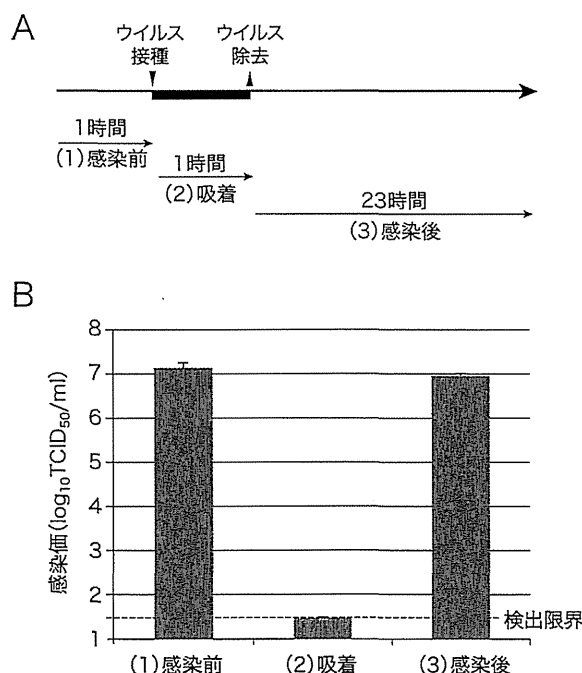 A
ウイルス
接種
ウイルス
除去
1時間
(1)感染前
1時間
(2)吸着
23時間
(3)感染後
B
感染価(log₁₀TCID₅₀/ml)
8
7
6
5
4
3
2
1
検出限界
(1)感染前
(2)吸着
(3)感染後